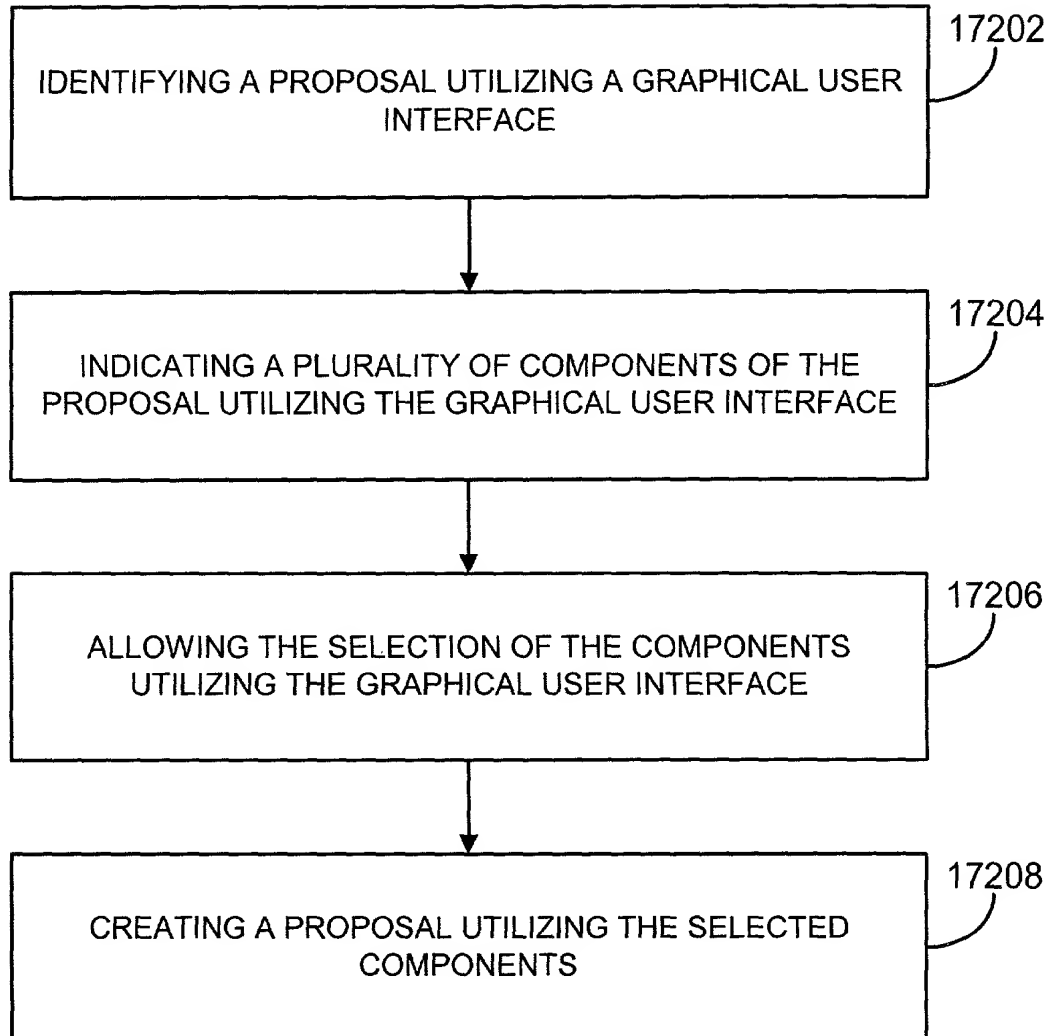 17202
IDENTIFYING A PROPOSAL UTILIZING A GRAPHICAL USER
INTERFACE
17204
INDICATING A PLURALITY OF COMPONENTS OF THE
PROPOSAL UTILIZING THE GRAPHICAL USER INTERFACE
17206
ALLOWING THE SELECTION OF THE COMPONENTS
UTILIZING THE GRAPHICAL USER INTERFACE
17208
CREATING A PROPOSAL UTILIZING THE SELECTED
COMPONENTS